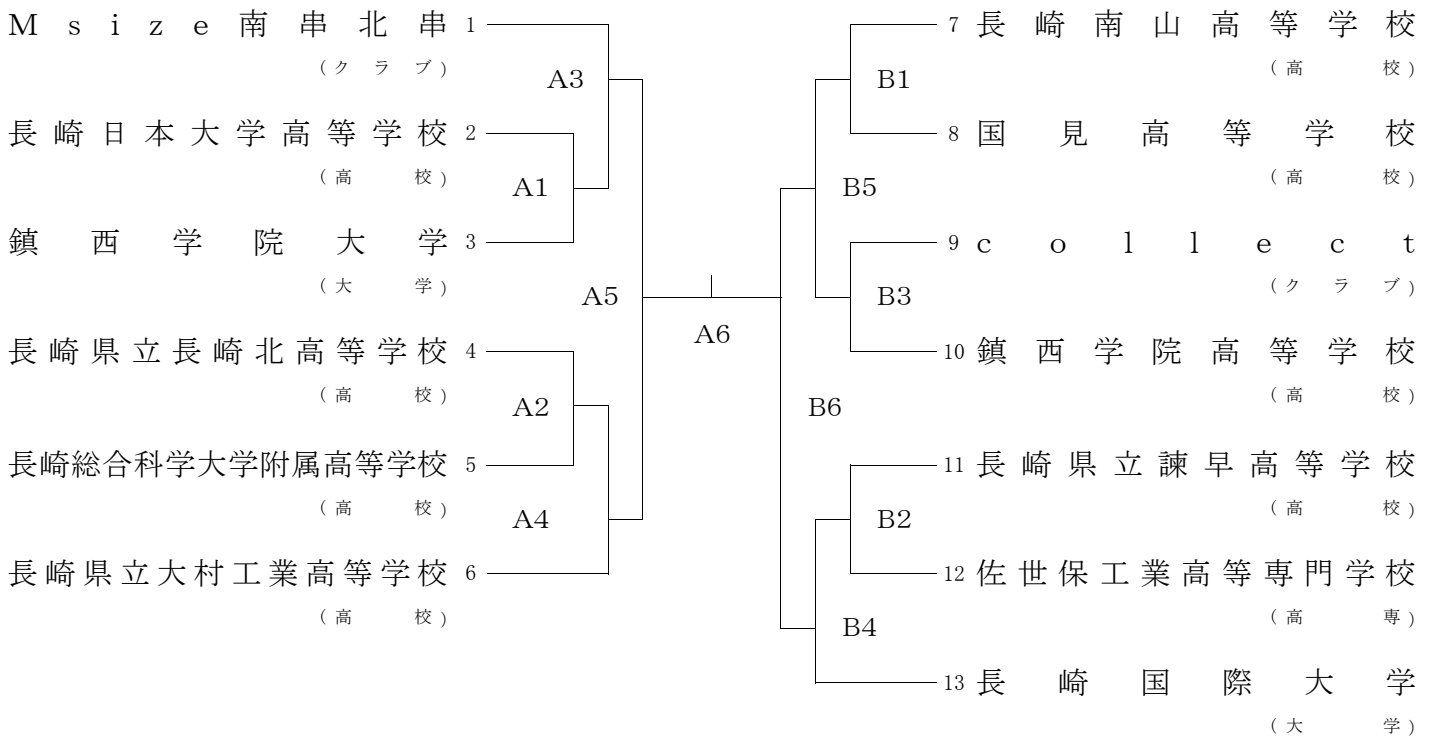 Msize南串北串 1
(クラブ)
長崎日本大学高等学校 2
(高校)
鎮西学院大学 3
(大学)
長崎県立長崎北高等学校 4
(高校)
長崎総合科学大学附属高等学校 5
(高校)
長崎県立大村工業高等学校 6
(高校)
A3
A1
A5
A2
A4
A6
7 長崎南山高等学校
(高校)
8 国見高等学校
(高校)
9 collect
(クラブ)
10 鎮西学院高等学校
(高校)
11 長崎県立諫早高等学校
(高校)
12 佐世保工業高等専門学校
(高専)
13 長崎国際大学
(大学)
B1
B5
B3
B6
B2
B4